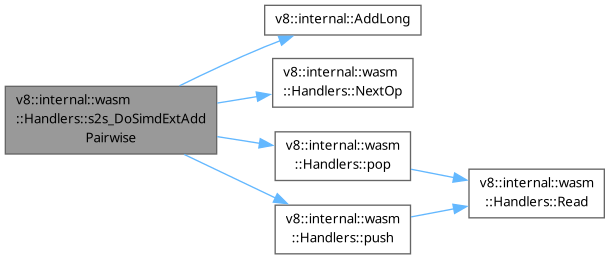 v8::internal::AddLong
v8::internal::wasm
::Handlers::NextOp
v8::internal::wasm
::Handlers::s2s_DoSimdExtAdd
Pairwise
v8::internal::wasm
::Handlers::pop
v8::internal::wasm
::Handlers::Read
v8::internal::wasm
::Handlers::push